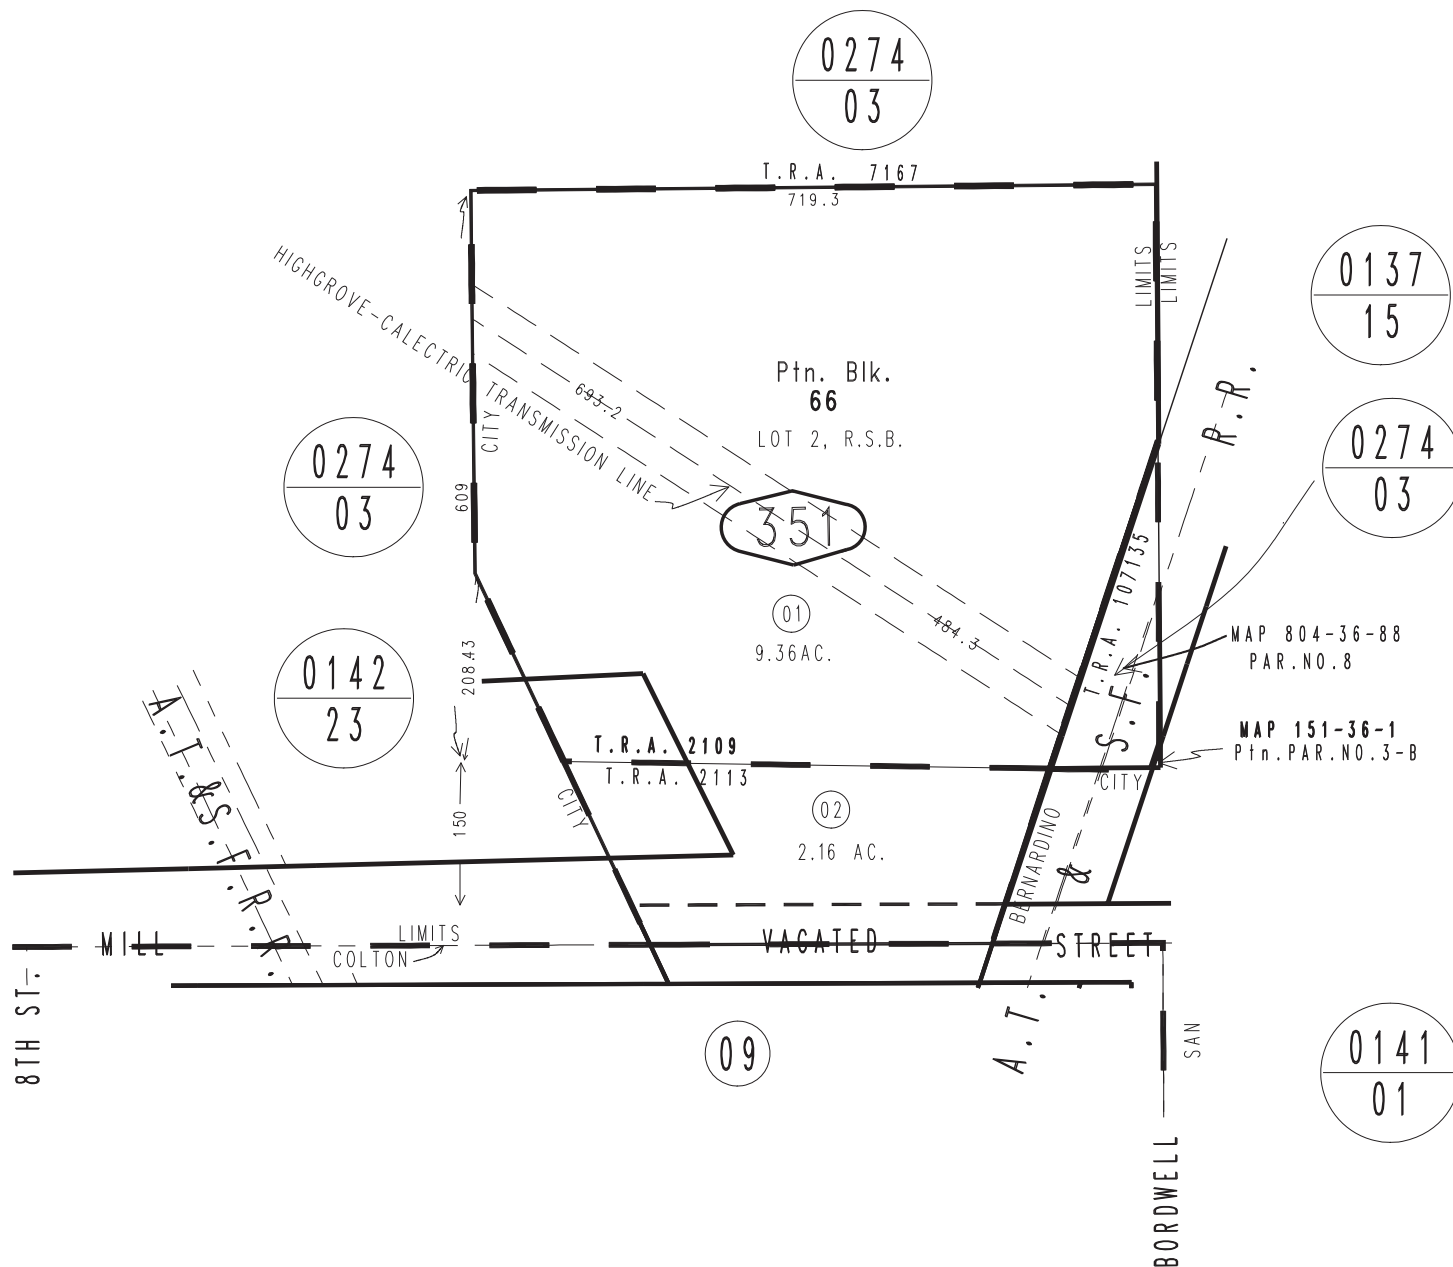 0274
03
T.R.A. 7167
719.3
LIMITS
LIMITS
0137
15
HIGHGROVE-CALECTRIC TRANSMISSION LINE
693.2
CITY
Ptn. Blk.
66
LOT 2, R.S.B.
0274
03
609
351
0274
03
01
9.36AC.
484.3
T.R.A. 107135
MAP 804-36-88
PAR.NO.8
0142
23
208.43
MAP 151-36-1
Ptn.PAR.NO.3-B
T.R.A. 2109
T.R.A. 2113
CITY
CITY
150
02
2.16 AC.
A.T.&S.F.R.R.
A.T. & S.F. R.R.
BERNARDINO
MILL
LIMITS
COLTON
VACATED
STREET
8TH ST.
09
SAN
0141
01
BORDWELL